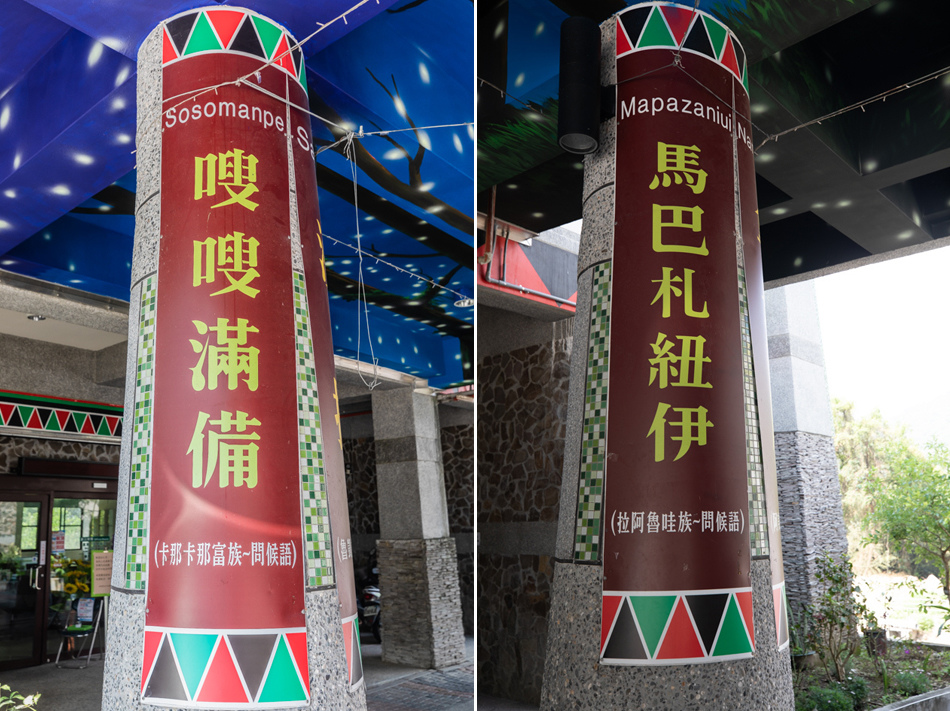 Sosomanpe
嗖嗖滿備
(卡那卡那富族~問候語)
Mapazaniui
馬巴札紐伊
(拉阿魯哇族~問候語)